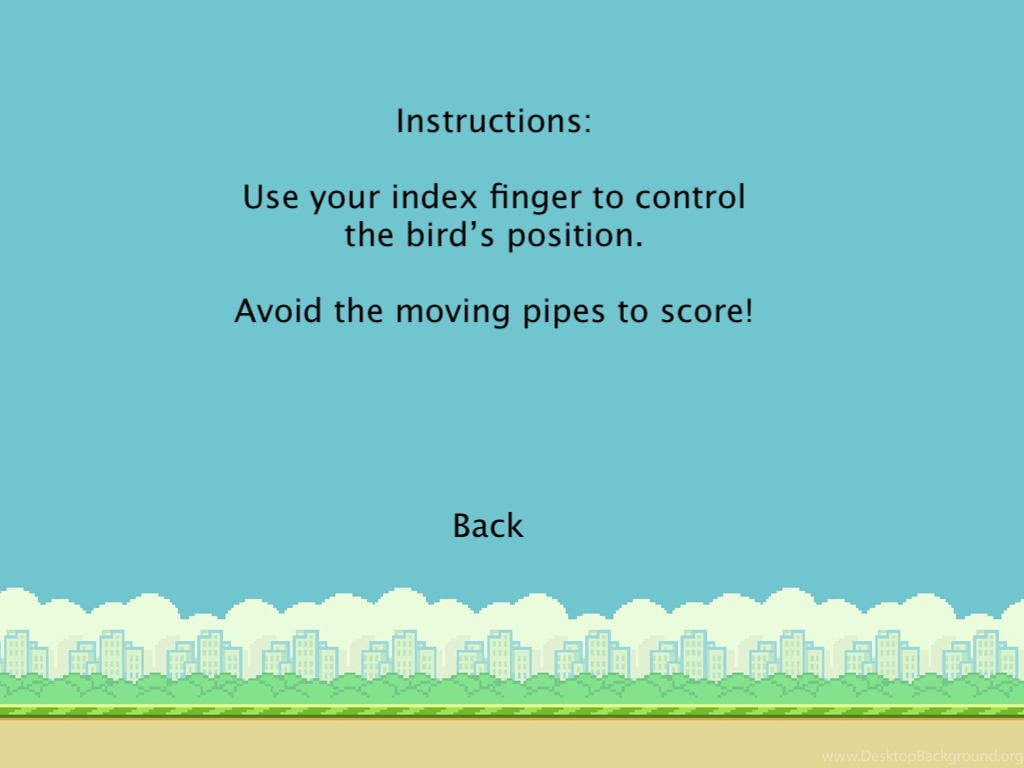 Instructions:
Use your index finger to control
the bird’s position.
Avoid the moving pipes to score!
Back
www.DesktopBackground.org